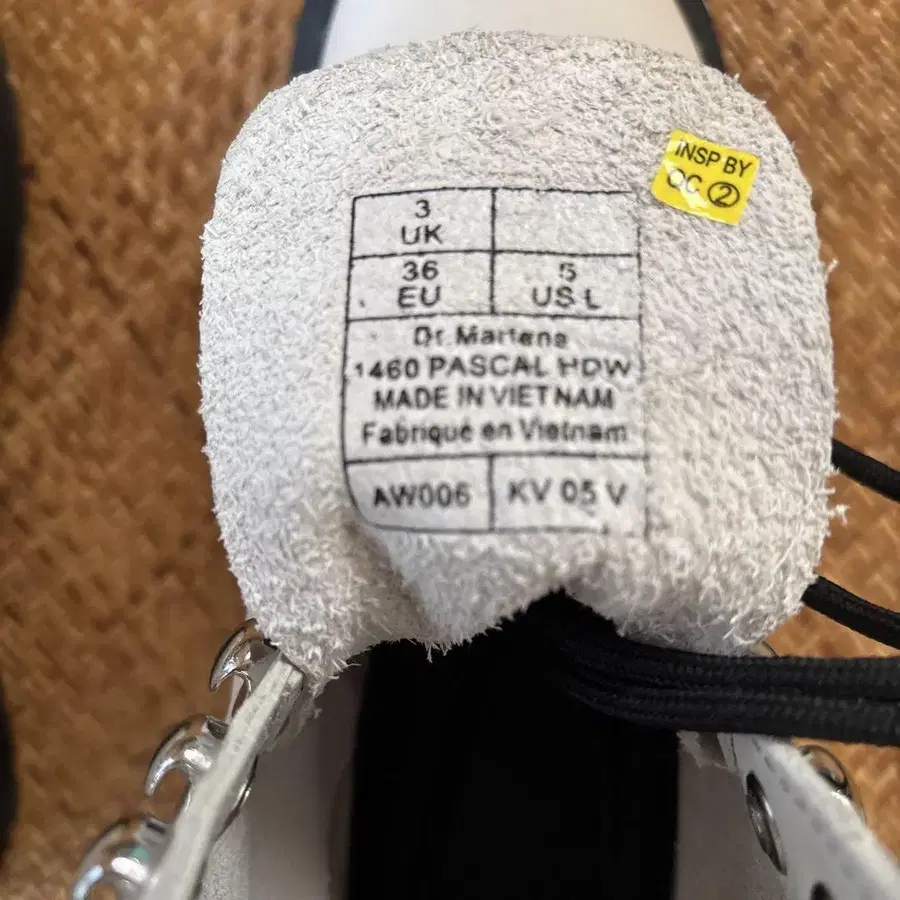 INSP BY
QC ②
3
UK
36
EU
5
US L
Dr. Martens
1460 PASCAL HDW
MADE IN VIETNAM
Fabriqué en Vietnam
AW006
KV 05 V